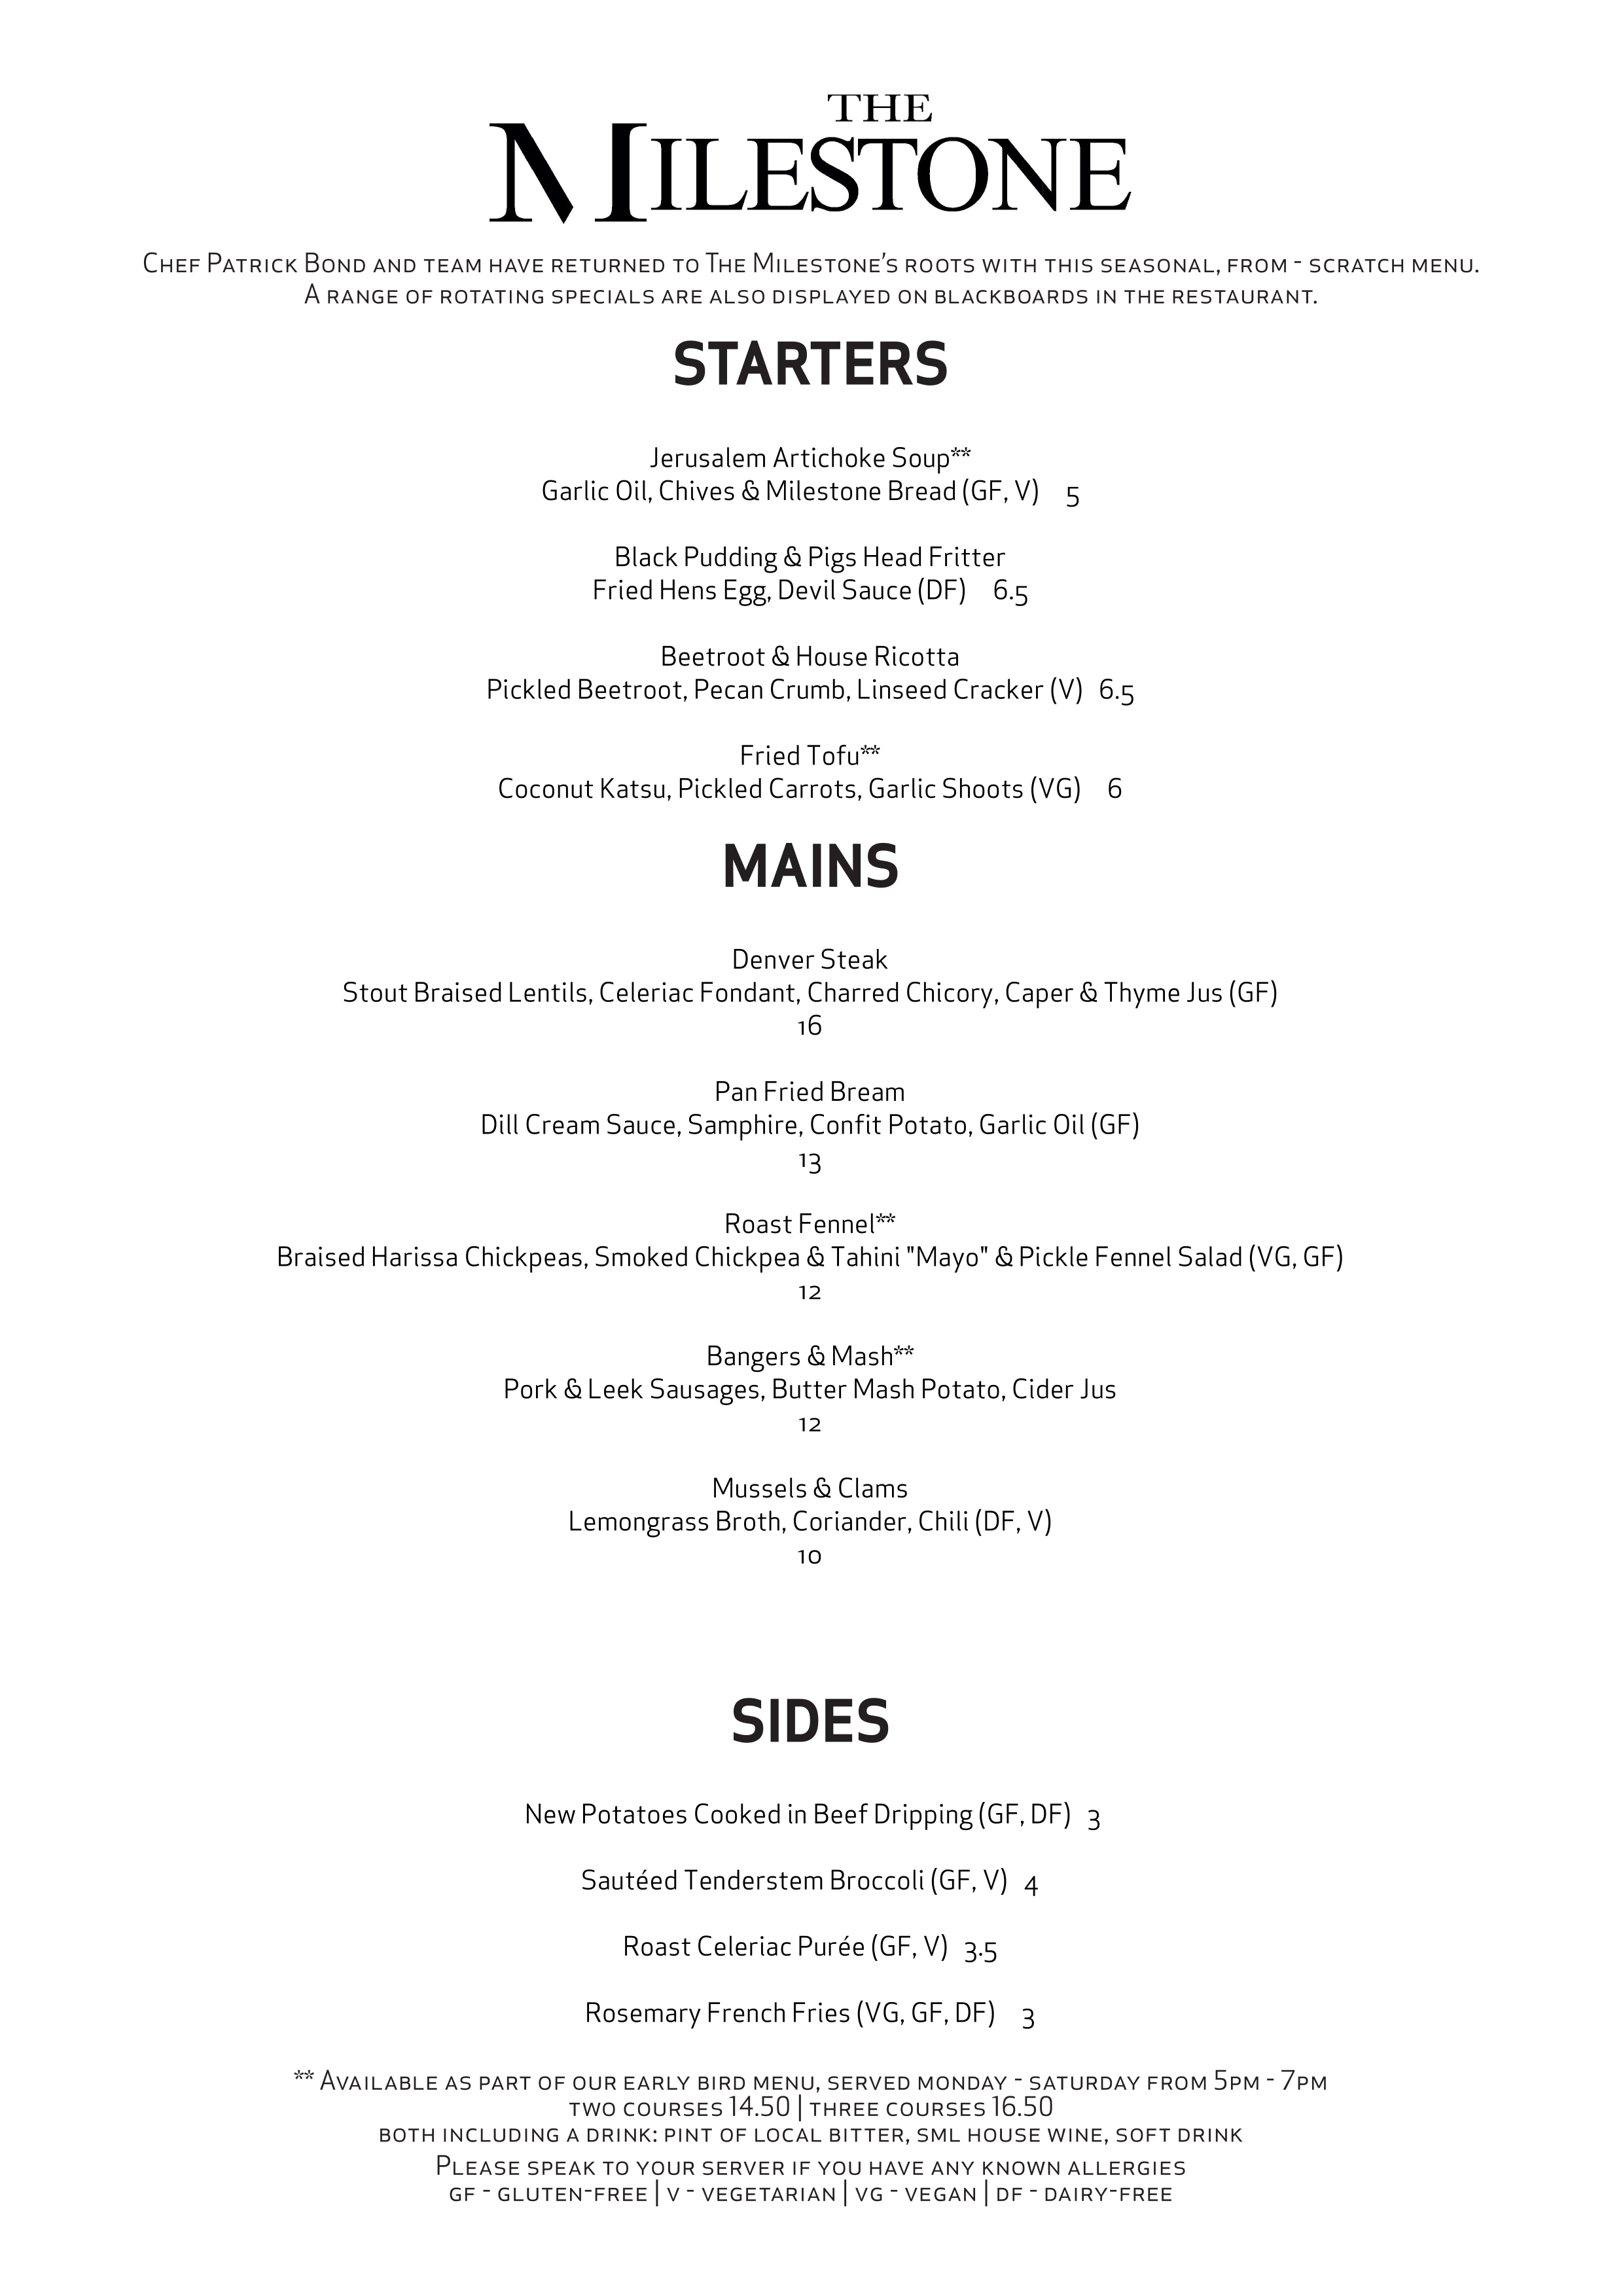 THE
MILESTONE
Chef Patrick Bond and team have returned to The Milestone's roots with this seasonal, from - scratch menu.
A range of rotating specials are also displayed on blackboards in the restaurant.
STARTERS
Jerusalem Artichoke Soup**
Garlic Oil, Chives & Milestone Bread (GF, V) 5
Black Pudding & Pigs Head Fritter
Fried Hens Egg, Devil Sauce (DF) 6.5
Beetroot & House Ricotta
Pickled Beetroot, Pecan Crumb, Linseed Cracker (V) 6.5
Fried Tofu**
Coconut Katsu, Pickled Carrots, Garlic Shoots (VG) 6
MAINS
Denver Steak
Stout Braised Lentils, Celeriac Fondant, Charred Chicory, Caper & Thyme Jus (GF)
16
Pan Fried Bream
Dill Cream Sauce, Samphire, Confit Potato, Garlic Oil (GF)
13
Roast Fennel**
Braised Harissa Chickpeas, Smoked Chickpea & Tahini "Mayo" & Pickle Fennel Salad (VG, GF)
12
Bangers & Mash**
Pork & Leek Sausages, Butter Mash Potato, Cider Jus
12
Mussels & Clams
Lemongrass Broth, Coriander, Chili (DF, V)
10
SIDES
New Potatoes Cooked in Beef Dripping (GF, DF) 3
Sautéed Tenderstem Broccoli (GF, V) 4
Roast Celeriac Purée (GF, V) 3.5
Rosemary French Fries (VG, GF, DF) 3
** Available as part of our early bird menu, served monday - saturday from 5pm - 7pm
two courses 14.50 | three courses 16.50
both including a drink: pint of local bitter, sml house wine, soft drink
Please speak to your server if you have any known allergies
gf - gluten-free | v - vegetarian | vg - vegan | df - dairy-free